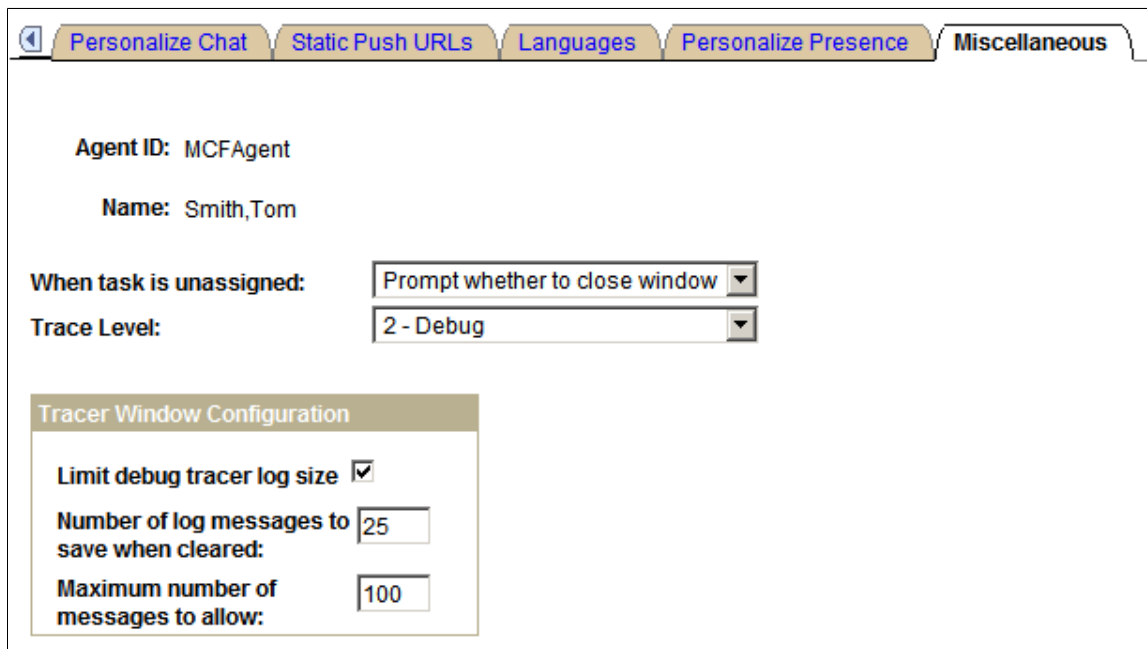 Personalize Chat Static Push URLs Languages Personalize Presence Miscellaneous
Agent ID: MCFAgent
Name: Smith,Tom
When task is unassigned: Prompt whether to close window
Trace Level: 2 - Debug
Tracer Window Configuration
Limit debug tracer log size
Number of log messages to 25
save when cleared:
Maximum number of 100
messages to allow: